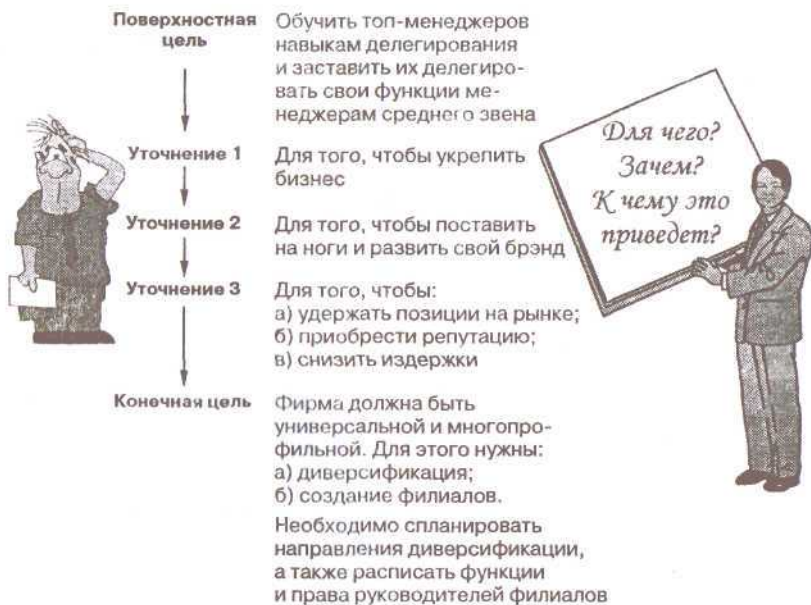 Поверхностная
цель
Обучить топ-менеджеров
навыкам делегирования
и заставить их делегиро-
вать свои функции ме-
неджерам среднего звена
Уточнение 1
Для того, чтобы укрепить
бизнес
Уточнение 2
Для того, чтобы поставить
на ноги и развить свой брэнд
Уточнение 3
Для того, чтобы:
а) удержать позиции на рынке;
б) приобрести репутацию;
в) снизить издержки
Конечная цель
Фирма должна быть
универсальной и многопро-
фильной. Для этого нужны:
а) диверсификация;
б) создание филиалов.
Необходимо спланировать
направления диверсификации,
а также расписать функции
и права руководителей филиалов
Для чего?
Зачем?
К чему это
приведет?